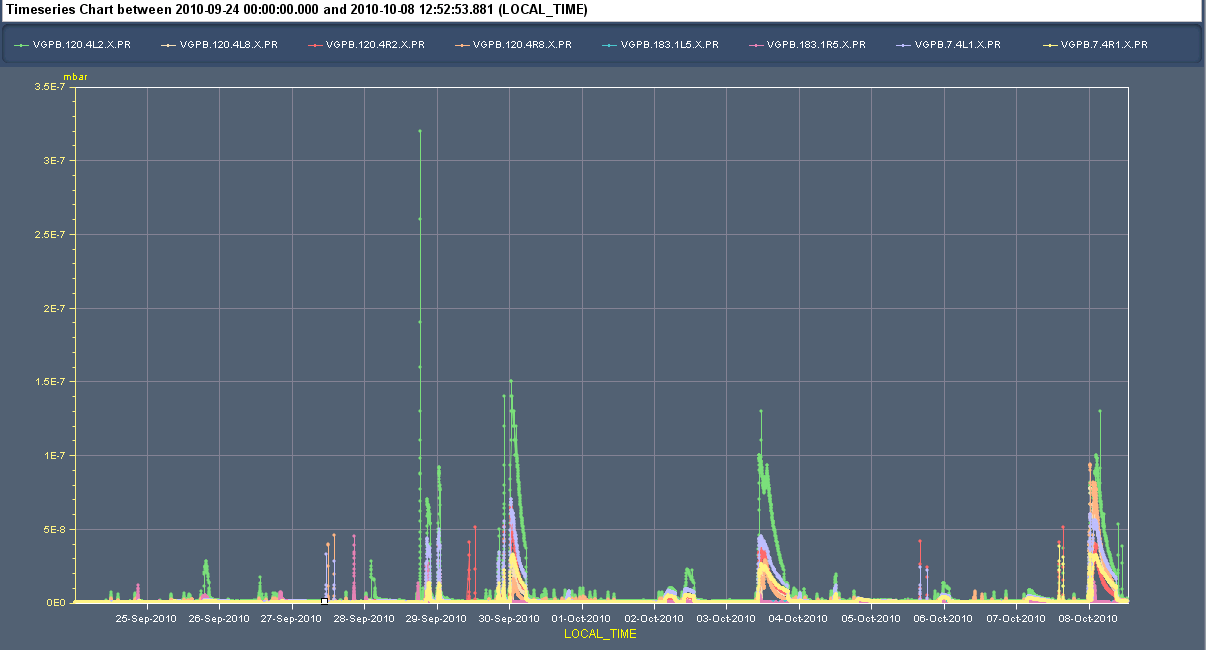 Timeseries Chart between 2010-09-24 00:00:00.000 and 2010-10-08 12:52:53.881 (LOCAL_TIME)
VGPB.120.4L2.X.PR VGPB.120.4L8.X.PR VGPB.120.4R2.X.PR VGPB.120.4R8.X.PR VGPB.183.1L5.X.PR VGPB.183.1R5.X.PR VGPB.7.4L1.X.PR VGPB.7.4R1.X.PR
mbar
3.5E-7
3E-7
2.5E-7
2E-7
1.5E-7
1E-7
5E-8
0E0
25-Sep-2010 26-Sep-2010 27-Sep-2010 28-Sep-2010 29-Sep-2010 30-Sep-2010 01-Oct-2010 02-Oct-2010 03-Oct-2010 04-Oct-2010 05-Oct-2010 06-Oct-2010 07-Oct-2010 08-Oct-2010
LOCAL_TIME